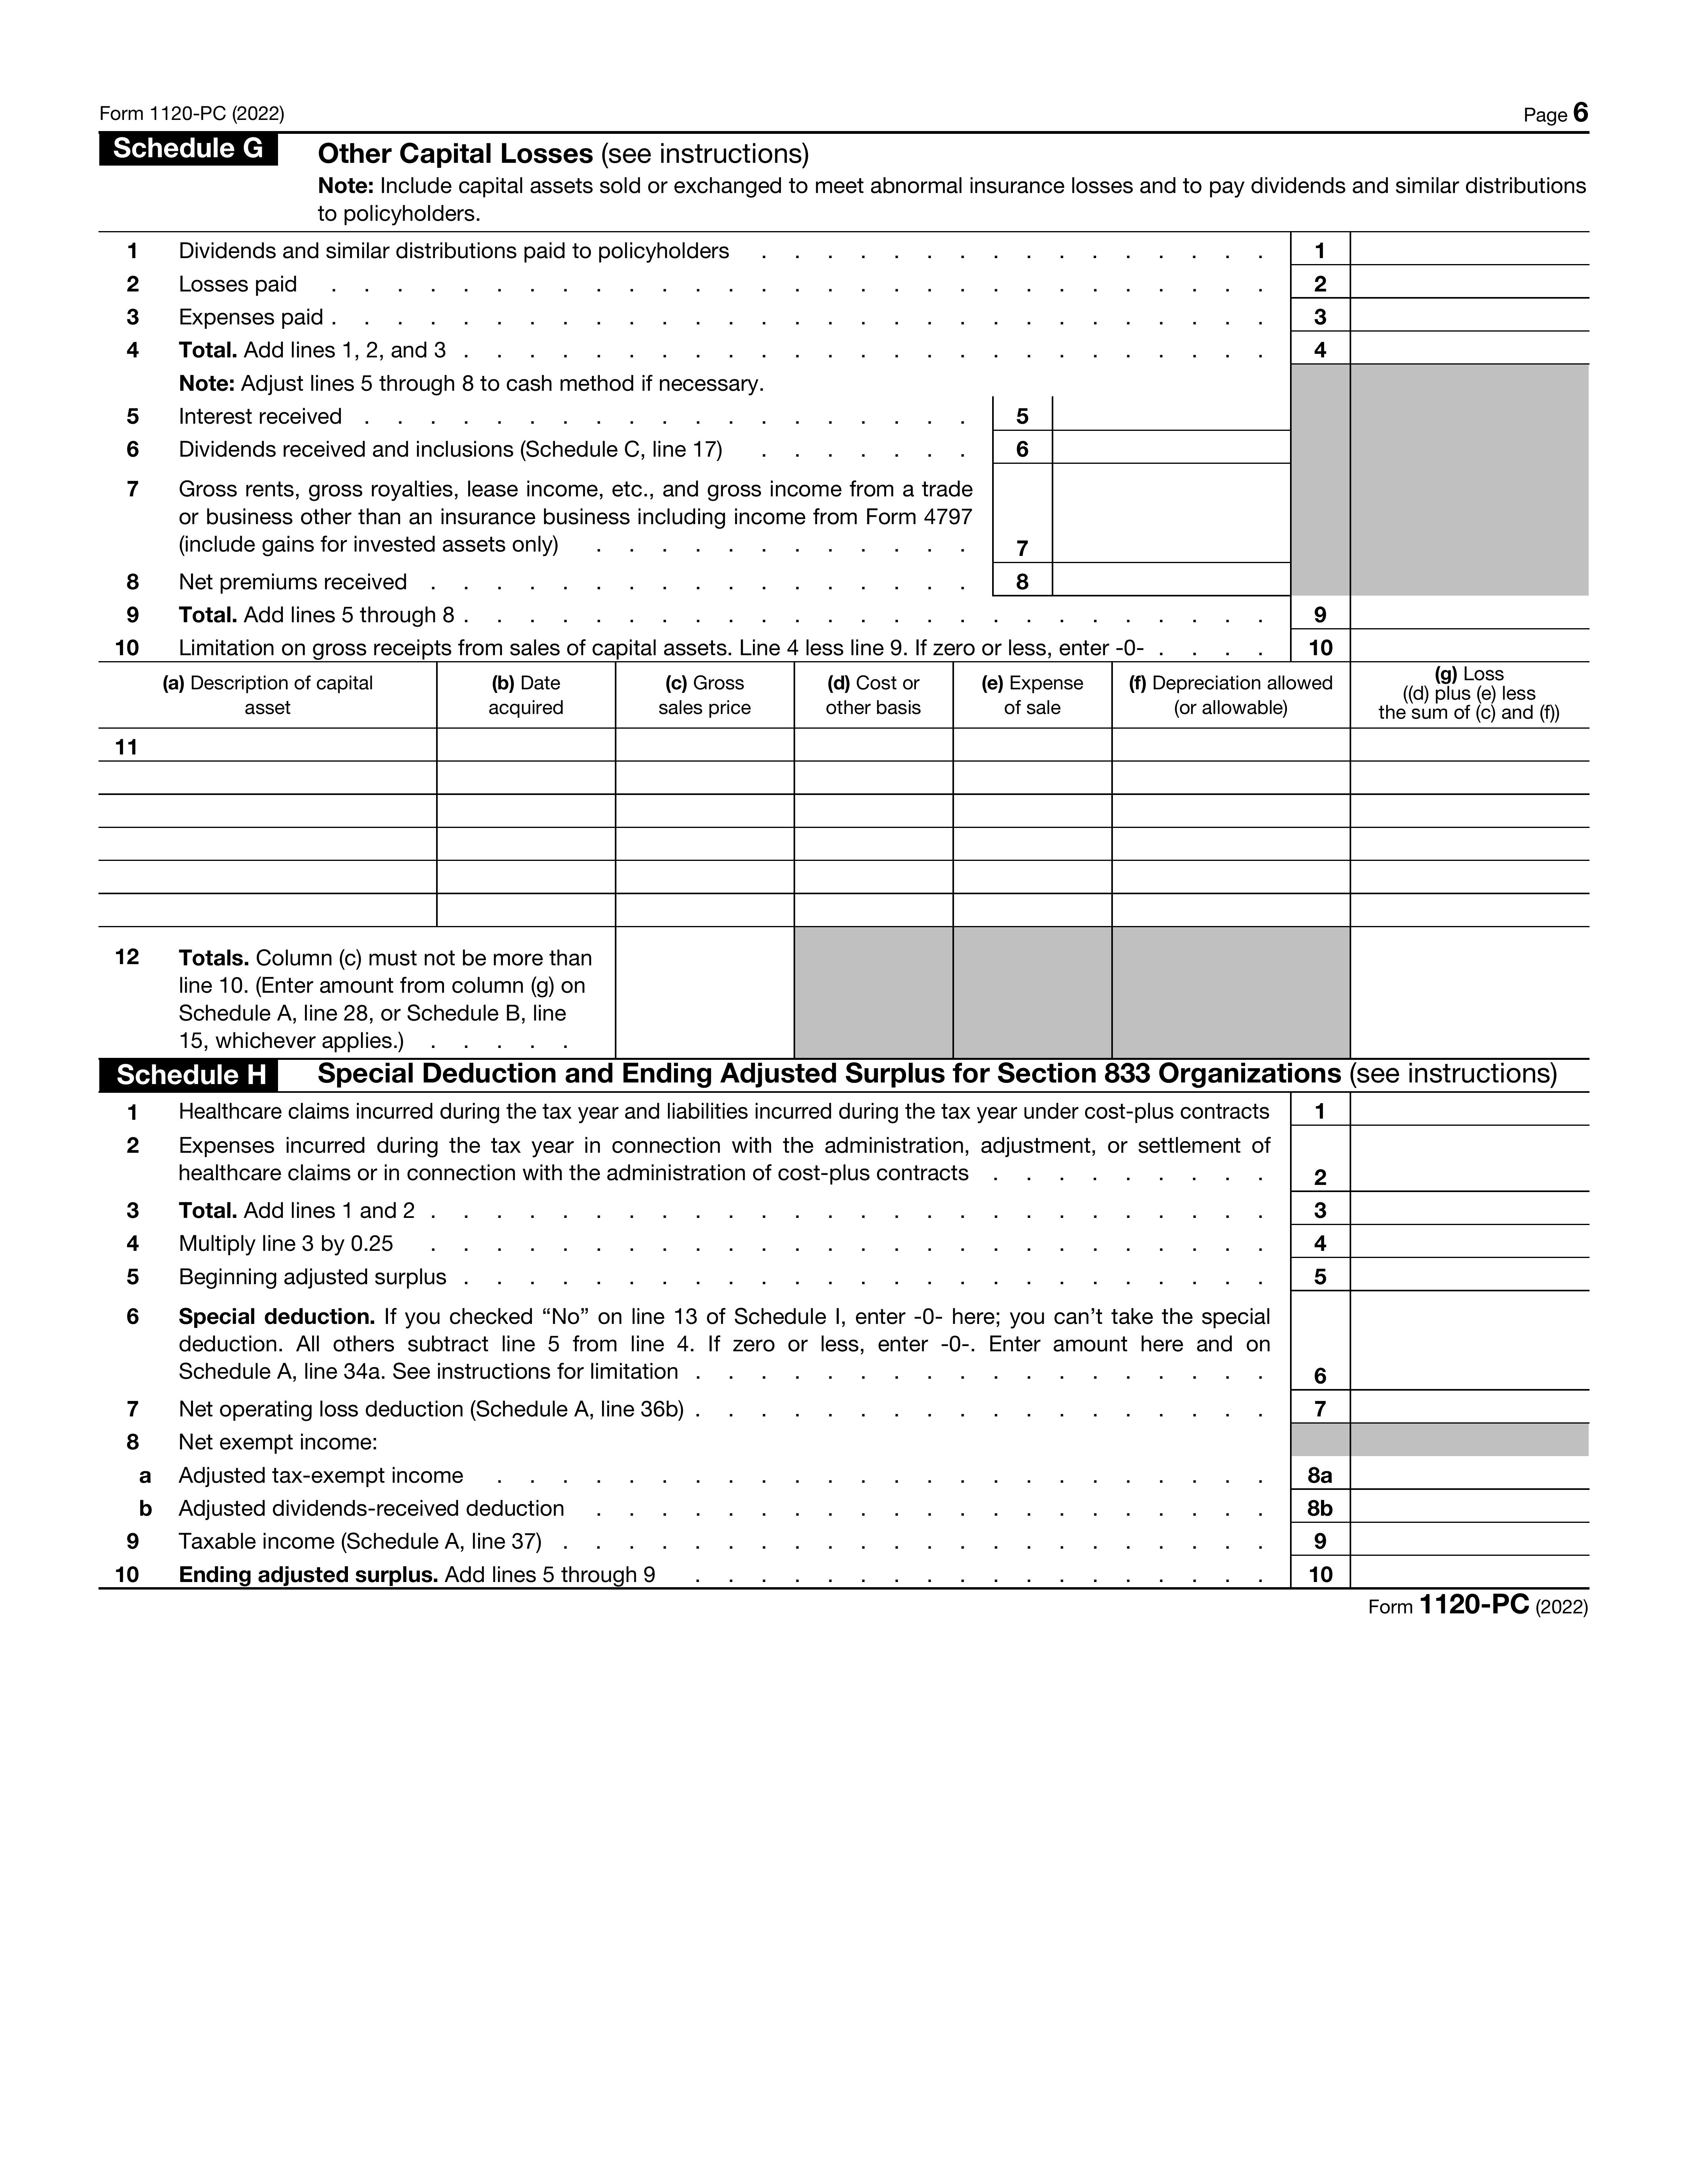 Form 1120-PC (2022) Page 6
Schedule G Other Capital Losses (see instructions)
Note: Include capital assets sold or exchanged to meet abnormal insurance losses and to pay dividends and similar distributions
to policyholders.
1 Dividends and similar distributions paid to policyholders . . . . . . . . . . . . . . . . 1
2 Losses paid . . . . . . . . . . . . . . . . . . . . . . . . . . . . . 2
3 Expenses paid . . . . . . . . . . . . . . . . . . . . . . . . . . . . . 3
4 Total. Add lines 1, 2, and 3 . . . . . . . . . . . . . . . . . . . . . . . . . 4
Note: Adjust lines 5 through 8 to cash method if necessary.
5 Interest received . . . . . . . . . . . . . . . . . . . 5
6 Dividends received and inclusions (Schedule C, line 17) . . . . . . . 6
7 Gross rents, gross royalties, lease income, etc., and gross income from a trade
or business other than an insurance business including income from Form 4797
(include gains for invested assets only) . . . . . . . . . . . . 7
8 Net premiums received . . . . . . . . . . . . . . . . . 8
9 Total. Add lines 5 through 8 . . . . . . . . . . . . . . . . . . . . . . . . . 9
10 Limitation on gross receipts from sales of capital assets. Line 4 less line 9. If zero or less, enter -0- . . . . 10
(a) Description of capital
asset
(b) Date
acquired
(c) Gross
sales price
(d) Cost or
other basis
(e) Expense
of sale
(f) Depreciation allowed
(or allowable)
(g) Loss
((d) plus (e) less
the sum of (c) and (f))
11
12 Totals. Column (c) must not be more than
line 10. (Enter amount from column (g) on
Schedule A, line 28, or Schedule B, line
15, whichever applies.) . . . . .
Schedule H Special Deduction and Ending Adjusted Surplus for Section 833 Organizations (see instructions)
1 Healthcare claims incurred during the tax year and liabilities incurred during the tax year under cost-plus contracts 1
2 Expenses incurred during the tax year in connection with the administration, adjustment, or settlement of
healthcare claims or in connection with the administration of cost-plus contracts . . . . . . . . . 2
3 Total. Add lines 1 and 2 . . . . . . . . . . . . . . . . . . . . . . . . . . 3
4 Multiply line 3 by 0.25 . . . . . . . . . . . . . . . . . . . . . . . . . . 4
5 Beginning adjusted surplus . . . . . . . . . . . . . . . . . . . . . . . . . 5
6 Special deduction. If you checked “No” on line 13 of Schedule I, enter -0- here; you can’t take the special
deduction. All others subtract line 5 from line 4. If zero or less, enter -0-. Enter amount here and on
Schedule A, line 34a. See instructions for limitation . . . . . . . . . . . . . . . . . . 6
7 Net operating loss deduction (Schedule A, line 36b) . . . . . . . . . . . . . . . . . . 7
8 Net exempt income:
a Adjusted tax-exempt income . . . . . . . . . . . . . . . . . . . . . . . . 8a
b Adjusted dividends-received deduction . . . . . . . . . . . . . . . . . . . . . 8b
9 Taxable income (Schedule A, line 37) . . . . . . . . . . . . . . . . . . . . . . 9
10 Ending adjusted surplus. Add lines 5 through 9 . . . . . . . . . . . . . . . . . . 10
Form 1120-PC (2022)